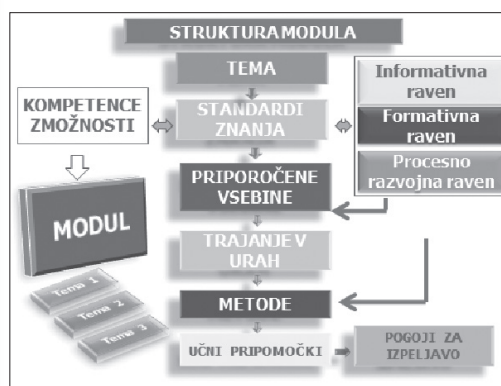 STRUKTURA MODULA
TEMA
KOMPETENCE
ZMOŽNOSTI
STANDARDI
ZNANJA
Informativna
raven
Formativna
raven
Procesno
razvojna raven
PRIPOROČENE
VSEBINE
MODUL
TRAJANJE V
URAH
Tema 1
Tema 2
Tema 3
METODE
UČNI PRIPOMOČKI
POGOJI ZA
IZPELJAVO